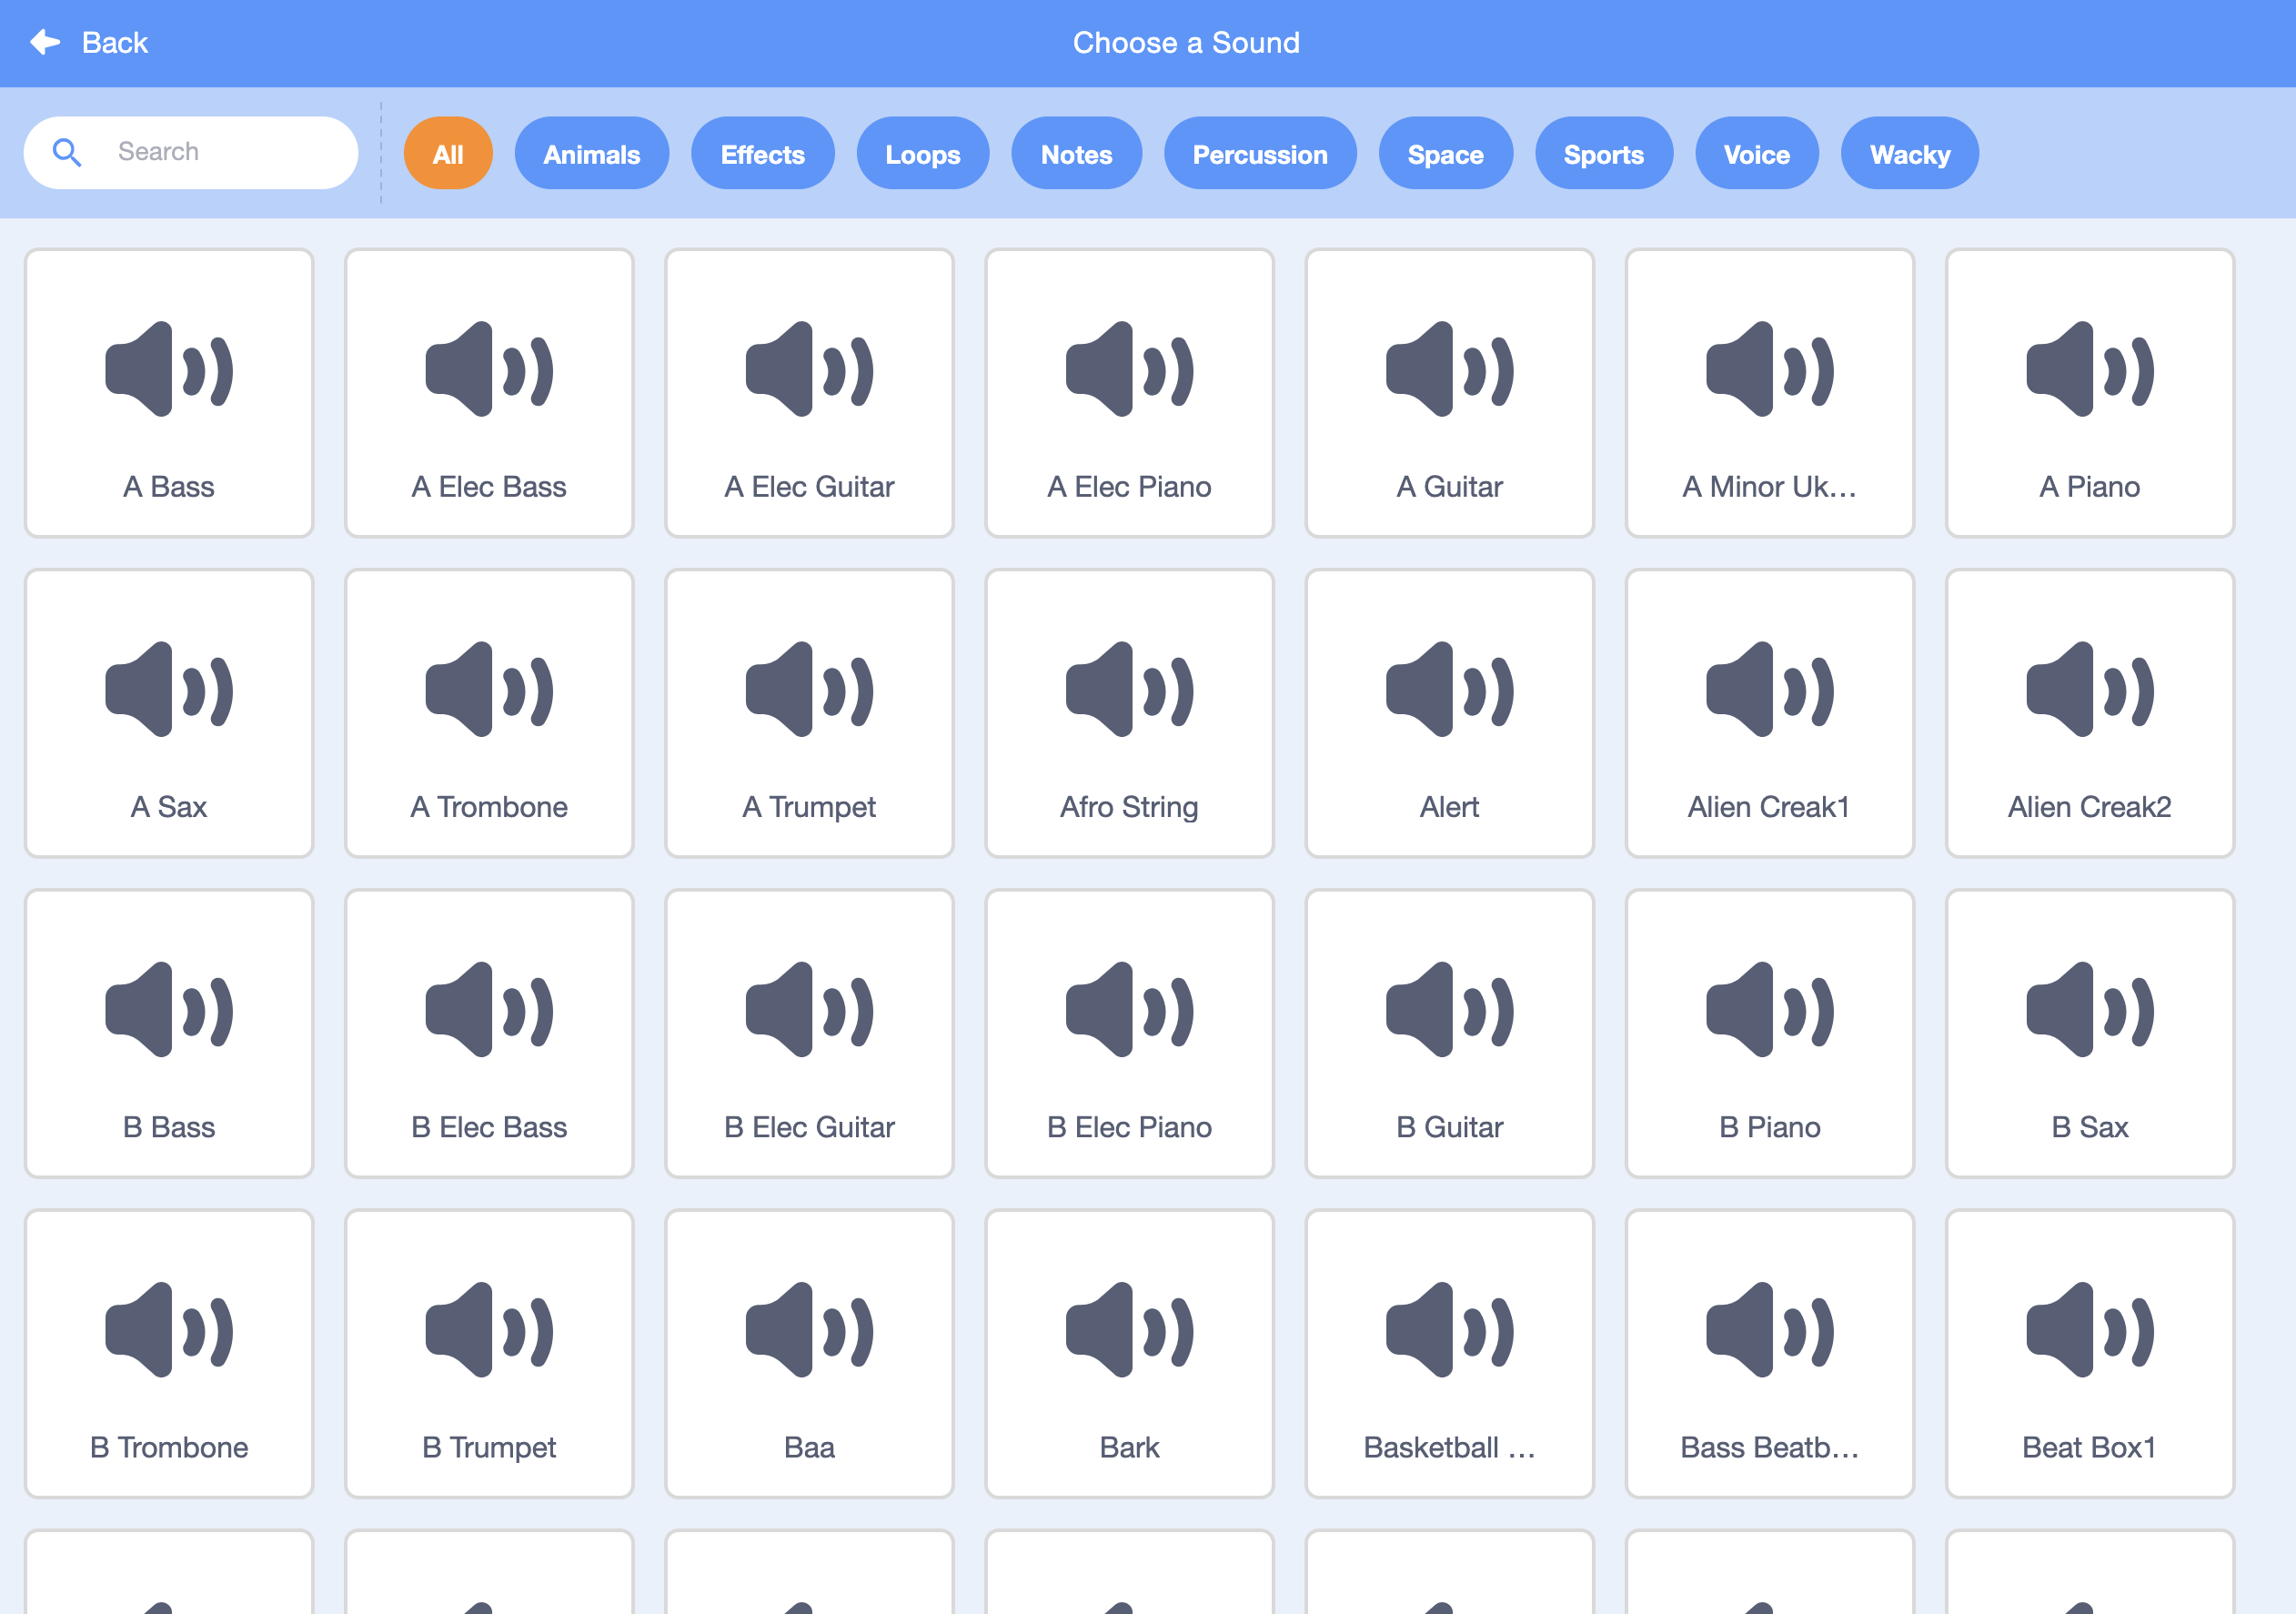 Back
Choose a Sound
Search
All
Animals
Effects
Loops
Notes
Percussion
Space
Sports
Voice
Wacky
A Bass
A Elec Bass
A Elec Guitar
A Elec Piano
A Guitar
A Minor Uk...
A Piano
A Sax
A Trombone
A Trumpet
Afro String
Alert
Alien Creak1
Alien Creak2
B Bass
B Elec Bass
B Elec Guitar
B Elec Piano
B Guitar
B Piano
B Sax
B Trombone
B Trumpet
Baa
Bark
Basketball ...
Bass Beatb...
Beat Box1